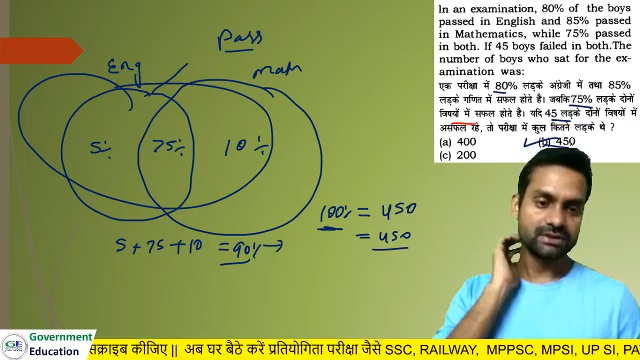 Pass
Eng
math
5%
75%
10%
5 + 75 + 10 = 90% →
100% = 450
= 450
In an examination, 80% of the boys
passed in English and 85% passed
in Mathematics, while 75% passed
in both. If 45 boys failed in both. The
number of boys who sat for the ex-
amination was:
एक परीक्षा में 80% लड़के अंग्रेजी में तथा 85%
लड़के गणित में सफल होते है। जबकि 75% लड़के दोनों
विषयों में सफल होते है। यदि 45 लड़के दोनों विषयों में
असफल रहे, तो परीक्षा में कुल कितने लड़के थे ?
(a) 400
(b) 450
(c) 200
GE
Government
Education
सक्राइब कीजिए || अब घर बैठे करें प्रतियोगिता परीक्षा जैसे SSC, RAILWAY, MPPSC, MPSI, UP SI, PA